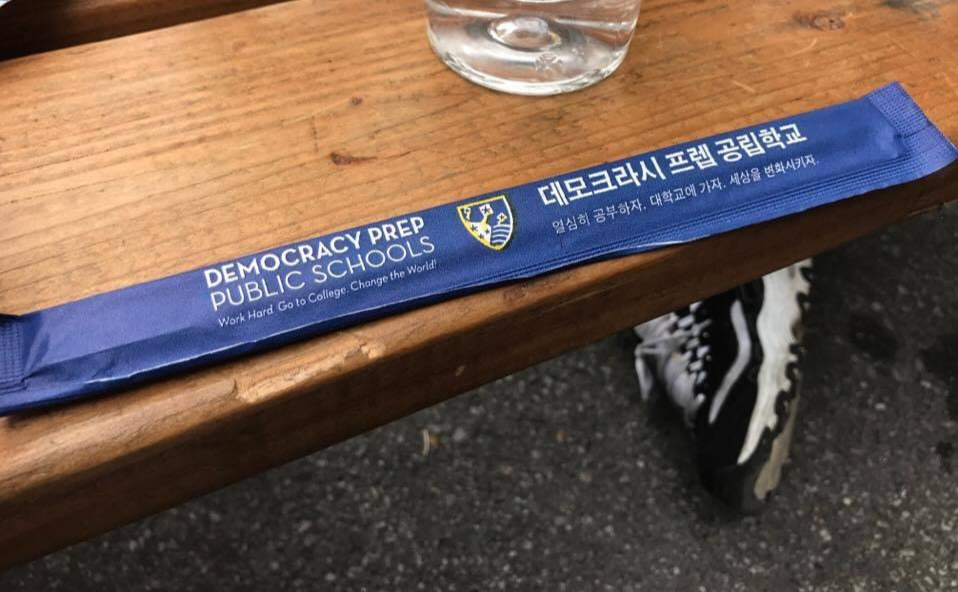 DEMOCRACY PREP
PUBLIC SCHOOLS
Work Hard. Go to College. Change the World!
데모크라시 프렙 공립학교
열심히 공부하자. 대학교에 가자. 세상을 변화시키자.